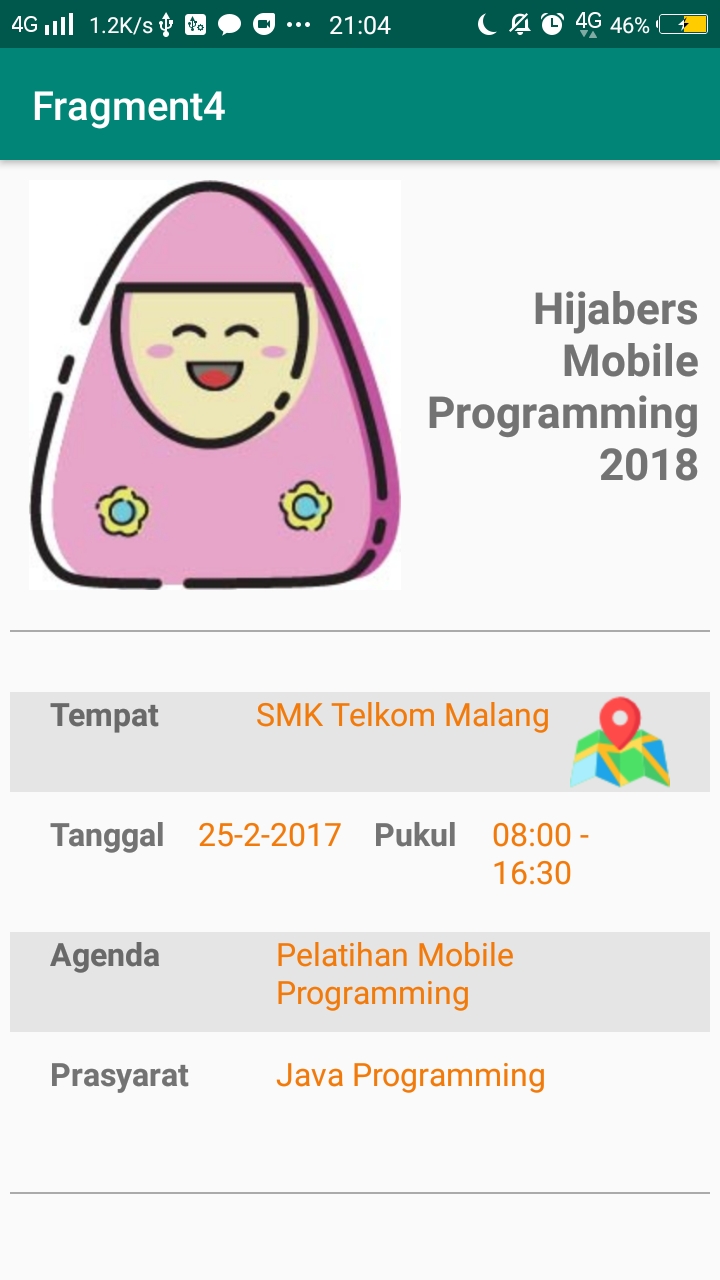 4G 1.2K/s 21:04 4G 46%
Fragment4
Hijabers
Mobile
Programming
2018
Tempat SMK Telkom Malang
Tanggal 25-2-2017 Pukul 08:00 -
16:30
Agenda Pelatihan Mobile
Programming
Prasyarat Java Programming